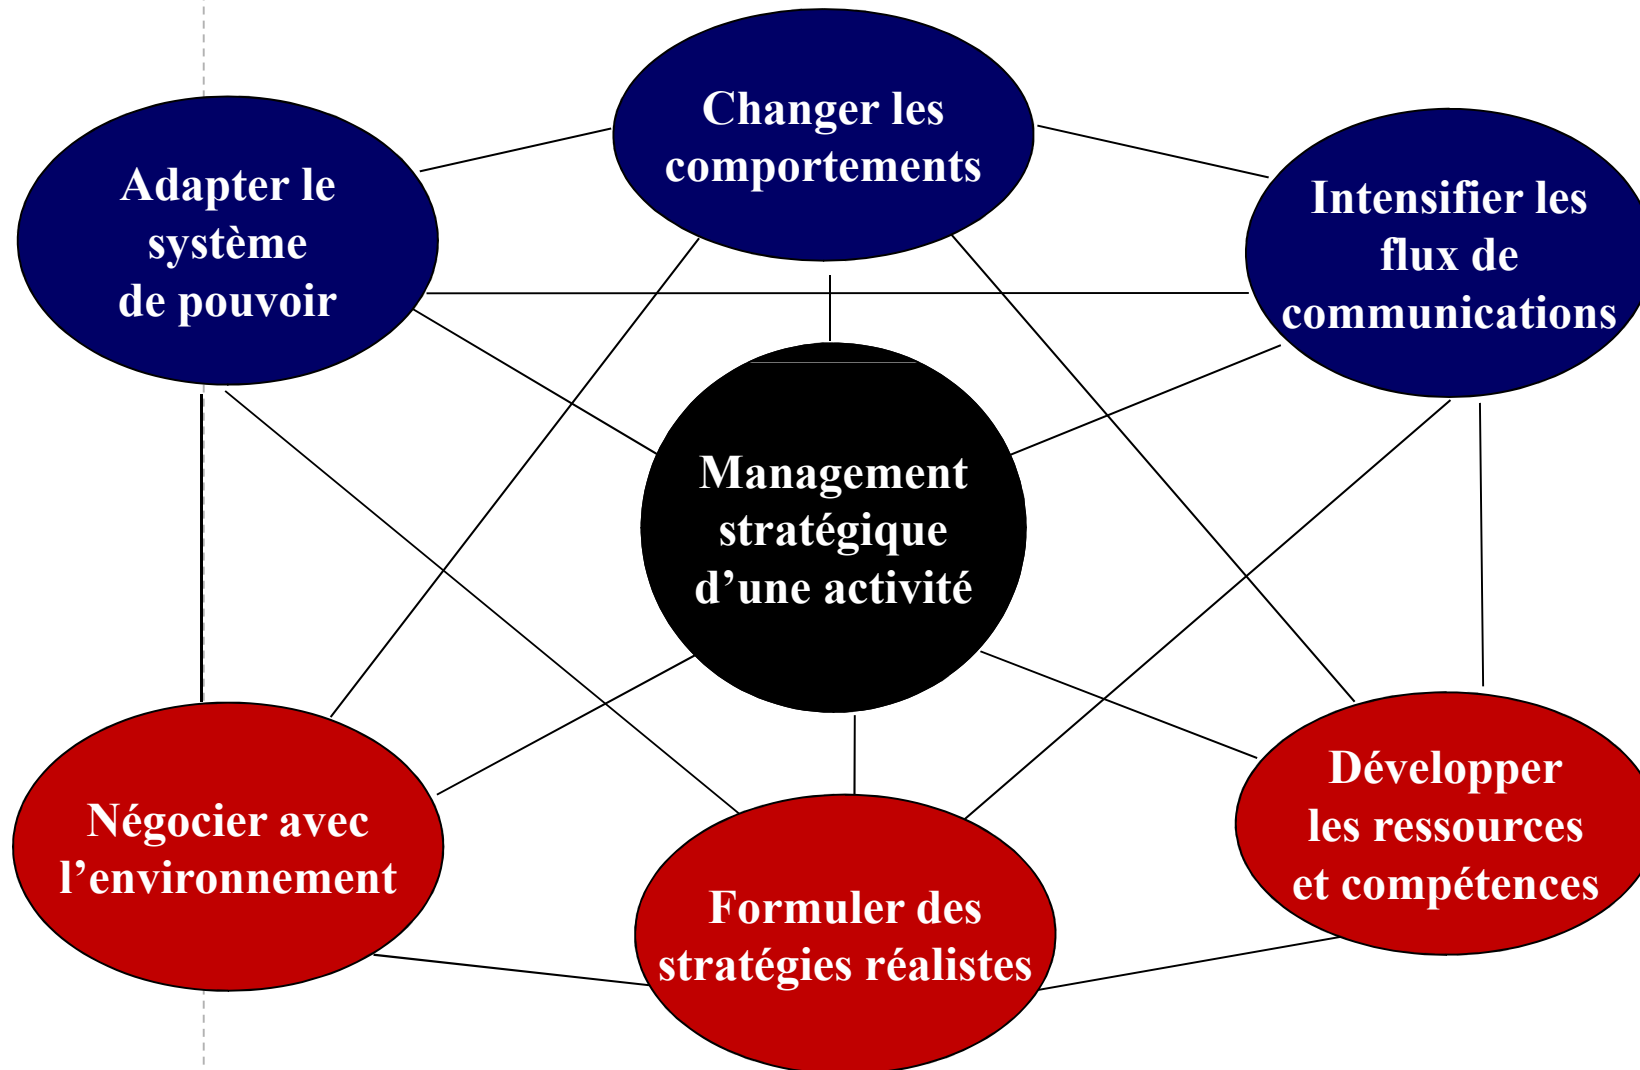 Changer les
comportements
Adapter le
système
de pouvoir
Intensifier les
flux de
communications
Management
stratégique
d’une activité
Négocier avec
l’environnement
Formuler des
stratégies réalistes
Développer
les ressources
et compétences